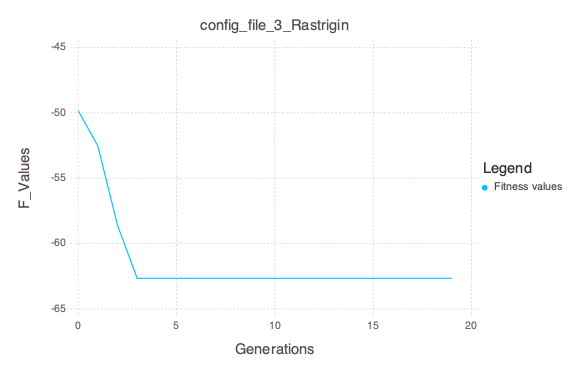 config_file_3_Rastrigin
-45
-50
-55
-60
-65
F_Values
0
5
10
15
20
Generations
Legend
Fitness values